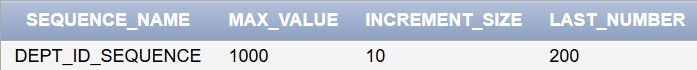 SEQUENCE_NAME MAX_VALUE INCREMENT_SIZE LAST_NUMBER
DEPT_ID_SEQUENCE 1000 10 200